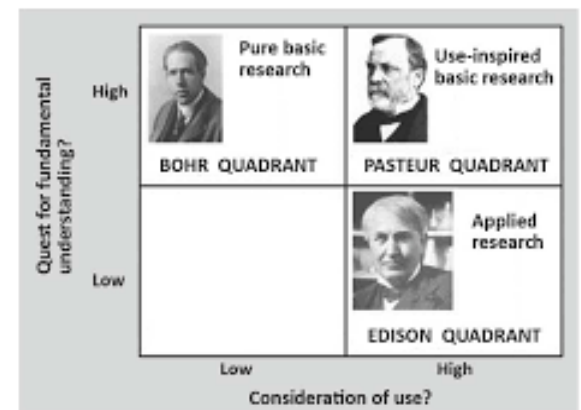 Quest for fundamental
understanding?
High
Low
Pure basic
research
BOHR QUADRANT
Use-inspired
basic research
PASTEUR QUADRANT
Applied
research
EDISON QUADRANT
Low
High
Consideration of use?